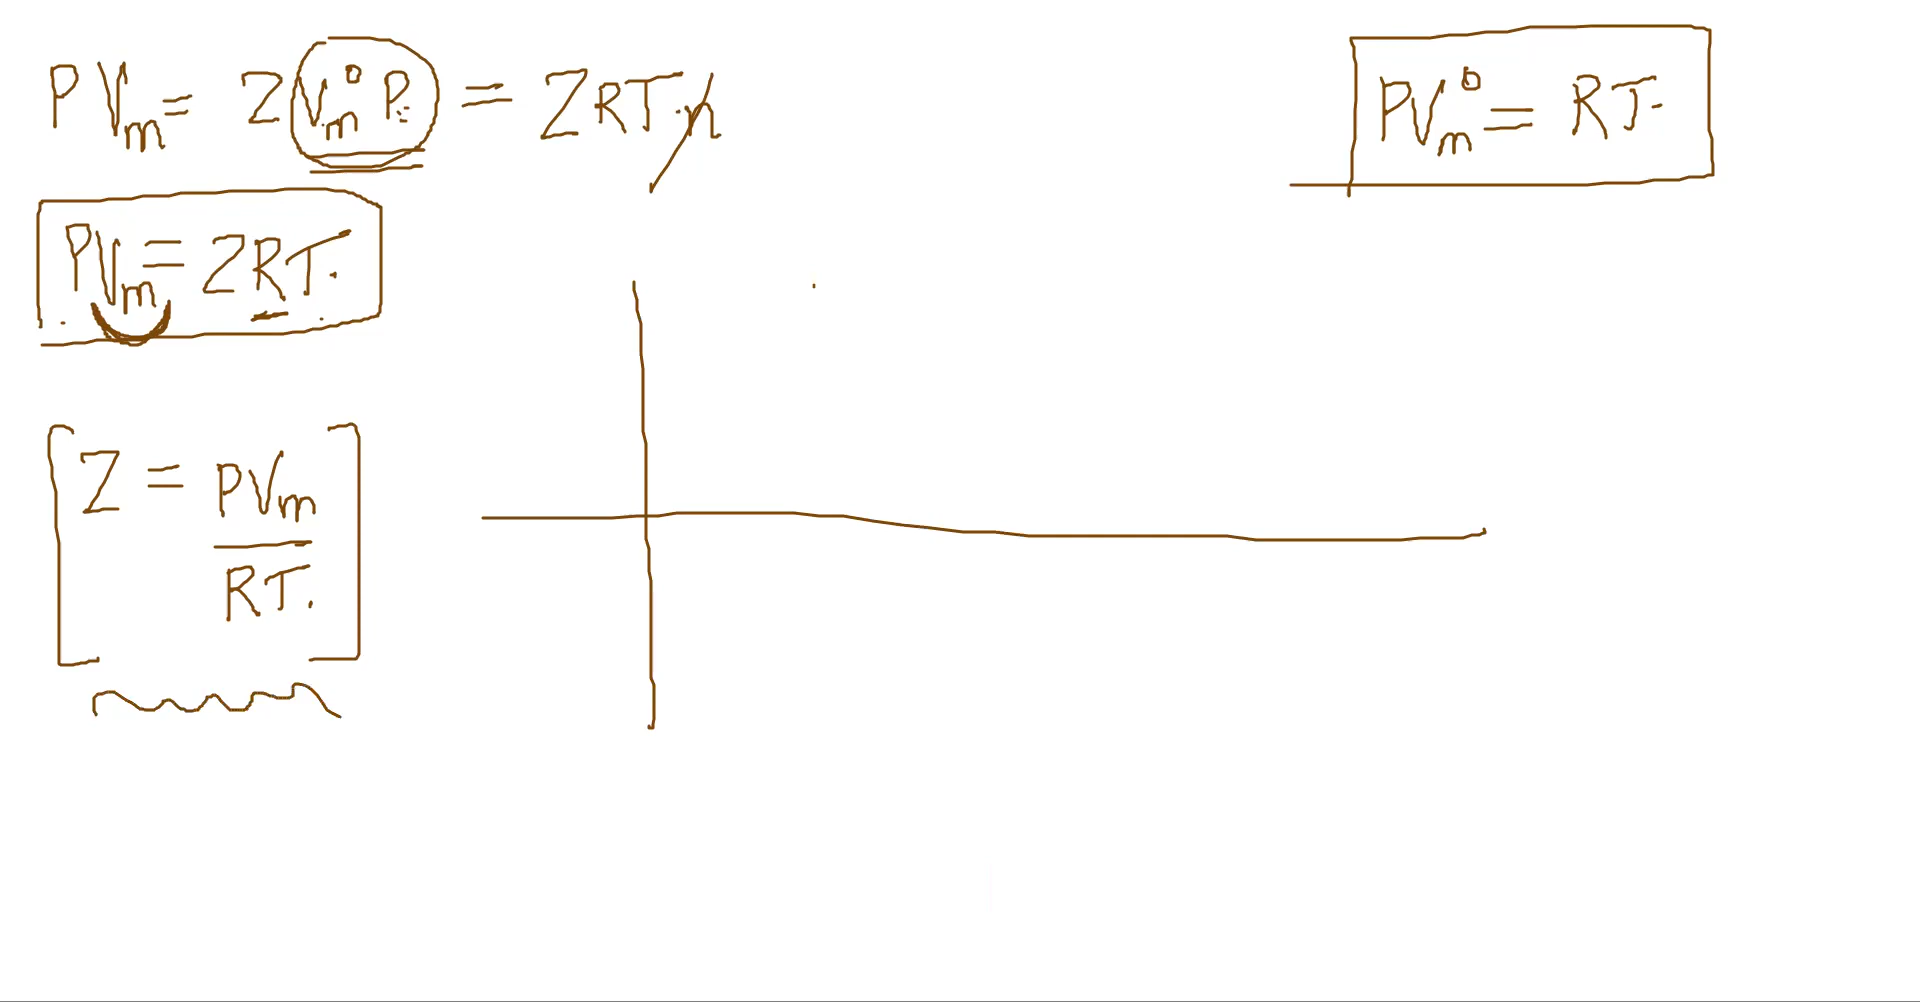 PVm = Z Vm° P = ZRT n
PVm° = RT
PVm = ZRT.
Z = PVm
RT.